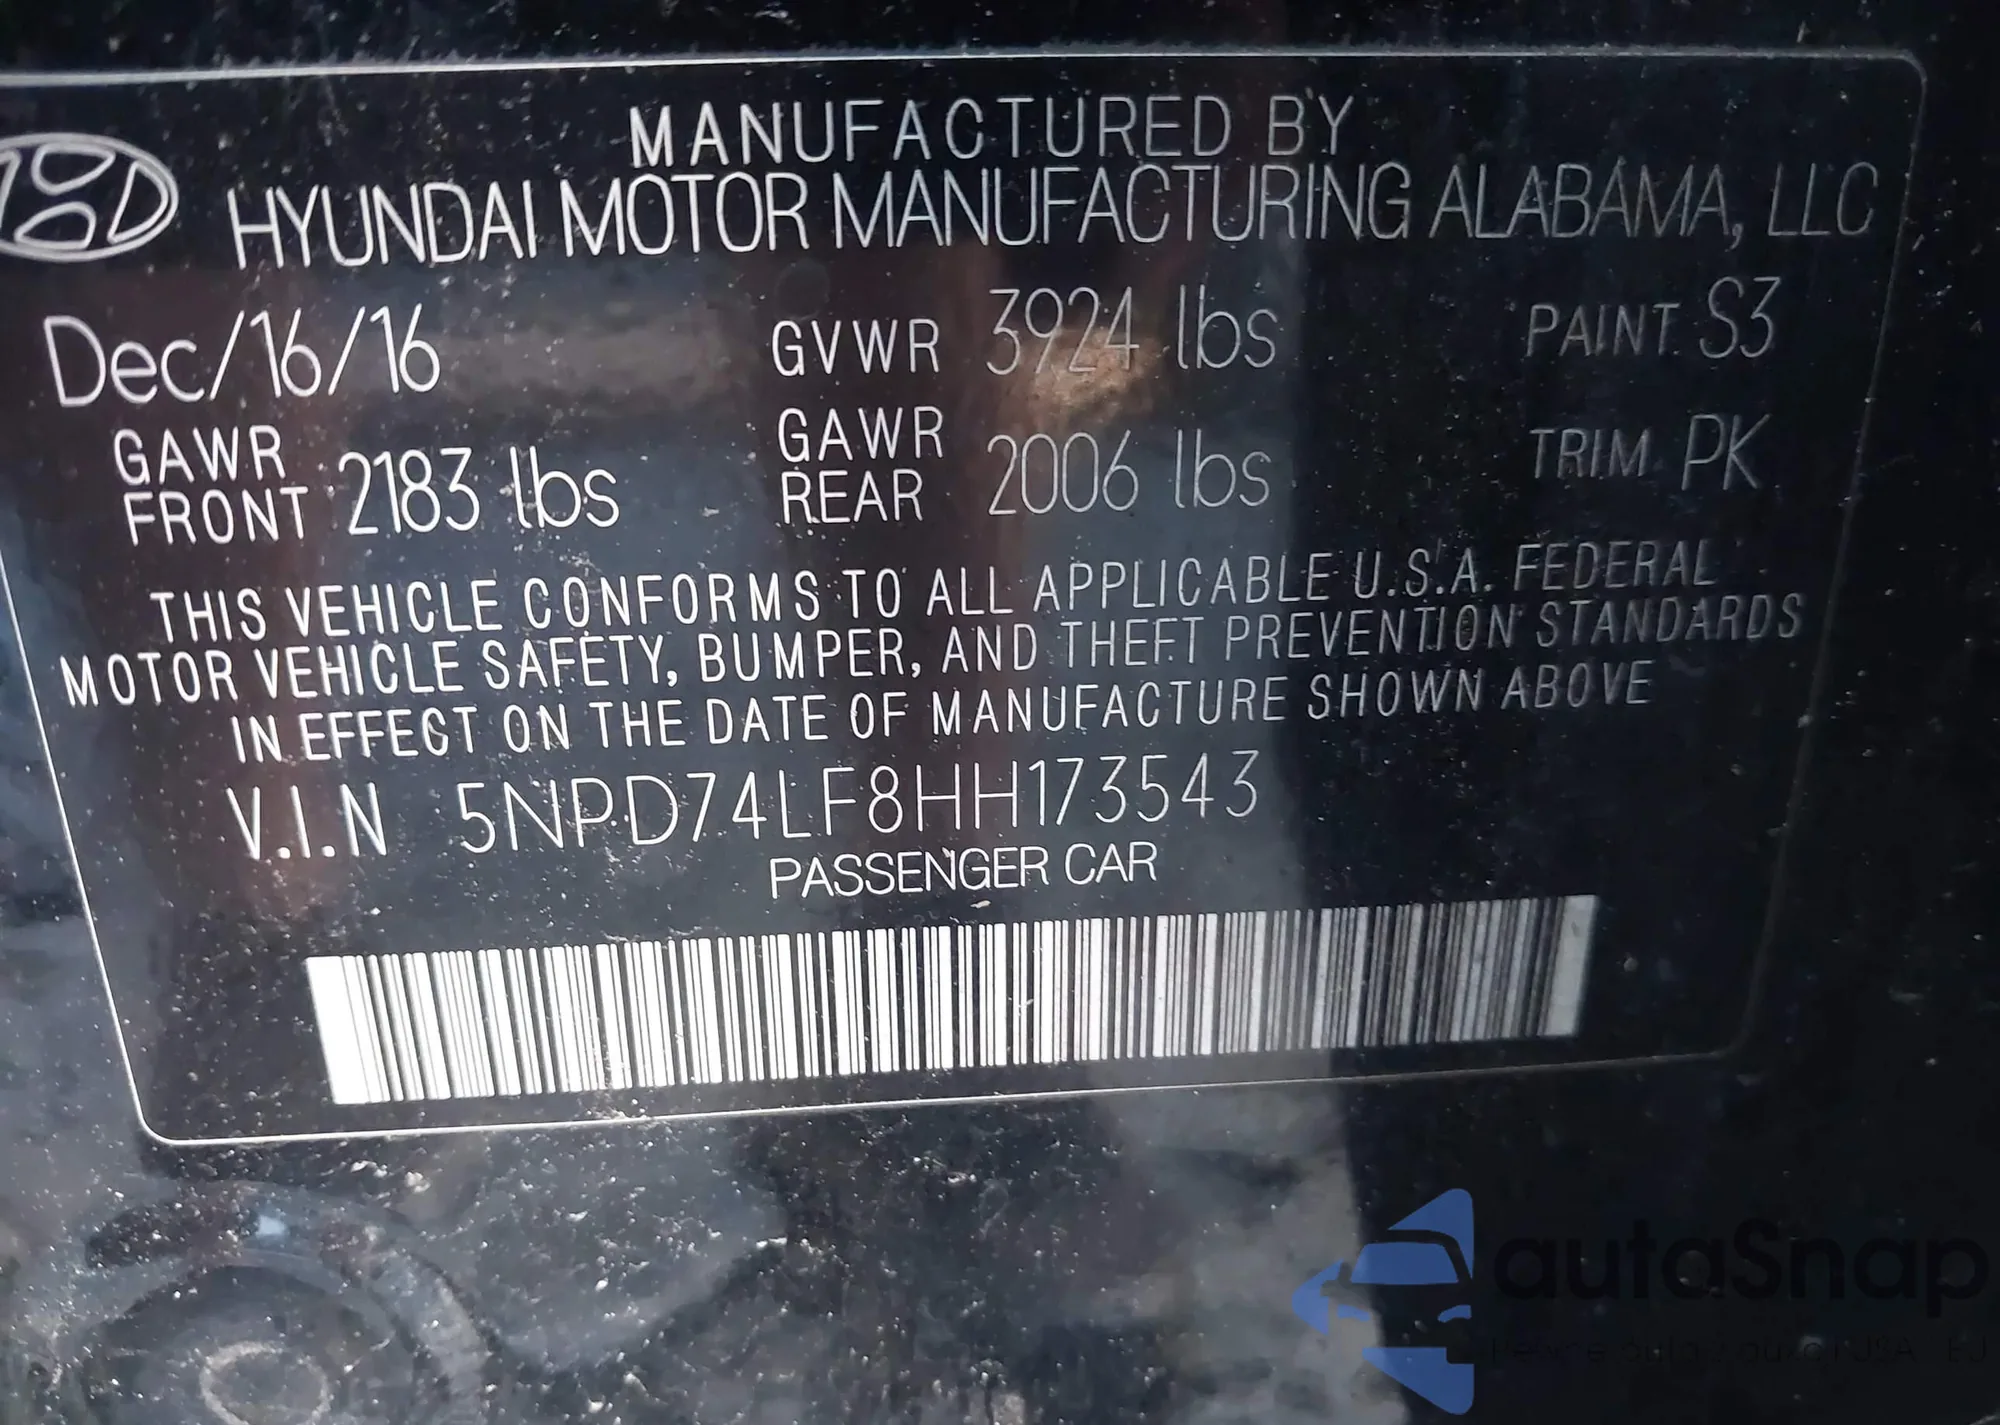 MANUFACTURED BY
HYUNDAI MOTOR MANUFACTURING ALABAMA, LLC
Dec/16/16 GVWR 3924 lbs PAINT S3
GAWR FRONT 2183 lbs GAWR REAR 2006 lbs TRIM PK
THIS VEHICLE CONFORMS TO ALL APPLICABLE U.S.A. FEDERAL
MOTOR VEHICLE SAFETY, BUMPER, AND THEFT PREVENTION STANDARDS
IN EFFECT ON THE DATE OF MANUFACTURE SHOWN ABOVE
V.I.N 5NPD74LF8HH173543
PASSENGER CAR
autaSnap